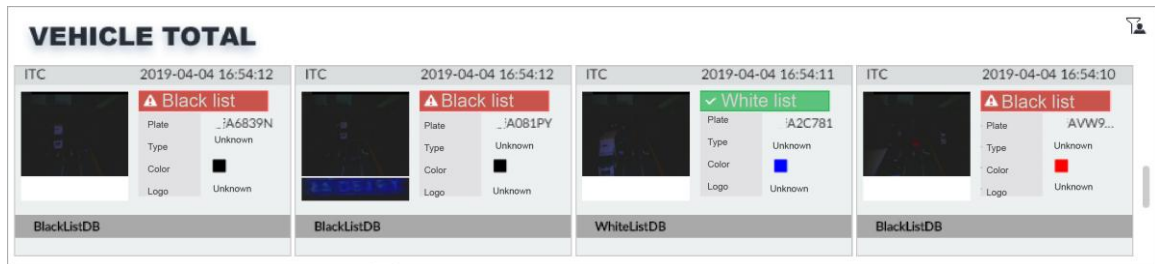 VEHICLE TOTAL
ITC 2019-04-04 16:54:12
Black list
Plate A6839N
Type Unknown
Color
Logo Unknown
BlackListDB
ITC 2019-04-04 16:54:12
Black list
Plate A081PY
Type Unknown
Color
Logo Unknown
BlackListDB
ITC 2019-04-04 16:54:11
White list
Plate A2C781
Type Unknown
Color
Logo Unknown
WhiteListDB
ITC 2019-04-04 16:54:10
Black list
Plate AVW9...
Type Unknown
Color
Logo Unknown
BlackListDB